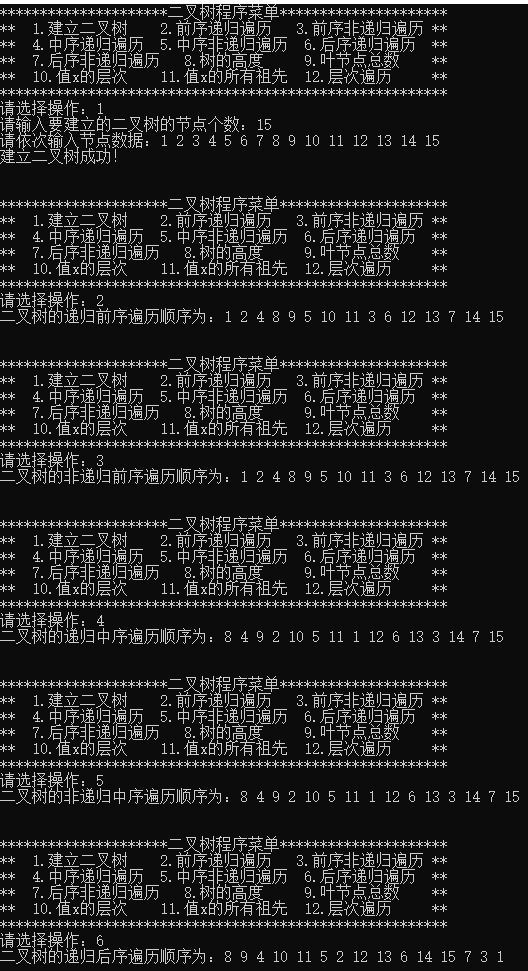 *********************二叉树程序菜单*********************
**  1.建立二叉树    2.前序递归遍历   3.前序非递归遍历 **
**  4.中序递归遍历  5.中序非递归遍历  6.后序递归遍历  **
**  7.后序非递归遍历   8.树的高度     9.叶节点总数    **
**  10.值x的层次    11.值x的所有祖先  12.层次遍历     **
********************************************************
请选择操作：1
请输入要建立的二叉树的节点个数：15
请依次输入节点数据：1 2 3 4 5 6 7 8 9 10 11 12 13 14 15
建立二叉树成功!
*********************二叉树程序菜单*********************
**  1.建立二叉树    2.前序递归遍历   3.前序非递归遍历 **
**  4.中序递归遍历  5.中序非递归遍历  6.后序递归遍历  **
**  7.后序非递归遍历   8.树的高度     9.叶节点总数    **
**  10.值x的层次    11.值x的所有祖先  12.层次遍历     **
********************************************************
请选择操作：2
二叉树的递归前序遍历顺序为：1 2 4 8 9 5 10 11 3 6 12 13 7 14 15
*********************二叉树程序菜单*********************
**  1.建立二叉树    2.前序递归遍历   3.前序非递归遍历 **
**  4.中序递归遍历  5.中序非递归遍历  6.后序递归遍历  **
**  7.后序非递归遍历   8.树的高度     9.叶节点总数    **
**  10.值x的层次    11.值x的所有祖先  12.层次遍历     **
********************************************************
请选择操作：3
二叉树的非递归前序遍历顺序为：1 2 4 8 9 5 10 11 3 6 12 13 7 14 15
*********************二叉树程序菜单*********************
**  1.建立二叉树    2.前序递归遍历   3.前序非递归遍历 **
**  4.中序递归遍历  5.中序非递归遍历  6.后序递归遍历  **
**  7.后序非递归遍历   8.树的高度     9.叶节点总数    **
**  10.值x的层次    11.值x的所有祖先  12.层次遍历     **
********************************************************
请选择操作：4
二叉树的递归中序遍历顺序为：8 4 9 2 10 5 11 1 12 6 13 3 14 7 15
*********************二叉树程序菜单*********************
**  1.建立二叉树    2.前序递归遍历   3.前序非递归遍历 **
**  4.中序递归遍历  5.中序非递归遍历  6.后序递归遍历  **
**  7.后序非递归遍历   8.树的高度     9.叶节点总数    **
**  10.值x的层次    11.值x的所有祖先  12.层次遍历     **
********************************************************
请选择操作：5
二叉树的非递归中序遍历顺序为：8 4 9 2 10 5 11 1 12 6 13 3 14 7 15
*********************二叉树程序菜单*********************
**  1.建立二叉树    2.前序递归遍历   3.前序非递归遍历 **
**  4.中序递归遍历  5.中序非递归遍历  6.后序递归遍历  **
**  7.后序非递归遍历   8.树的高度     9.叶节点总数    **
**  10.值x的层次    11.值x的所有祖先  12.层次遍历     **
********************************************************
请选择操作：6
二叉树的递归后序遍历顺序为：8 9 4 10 11 5 2 12 13 6 14 15 7 3 1